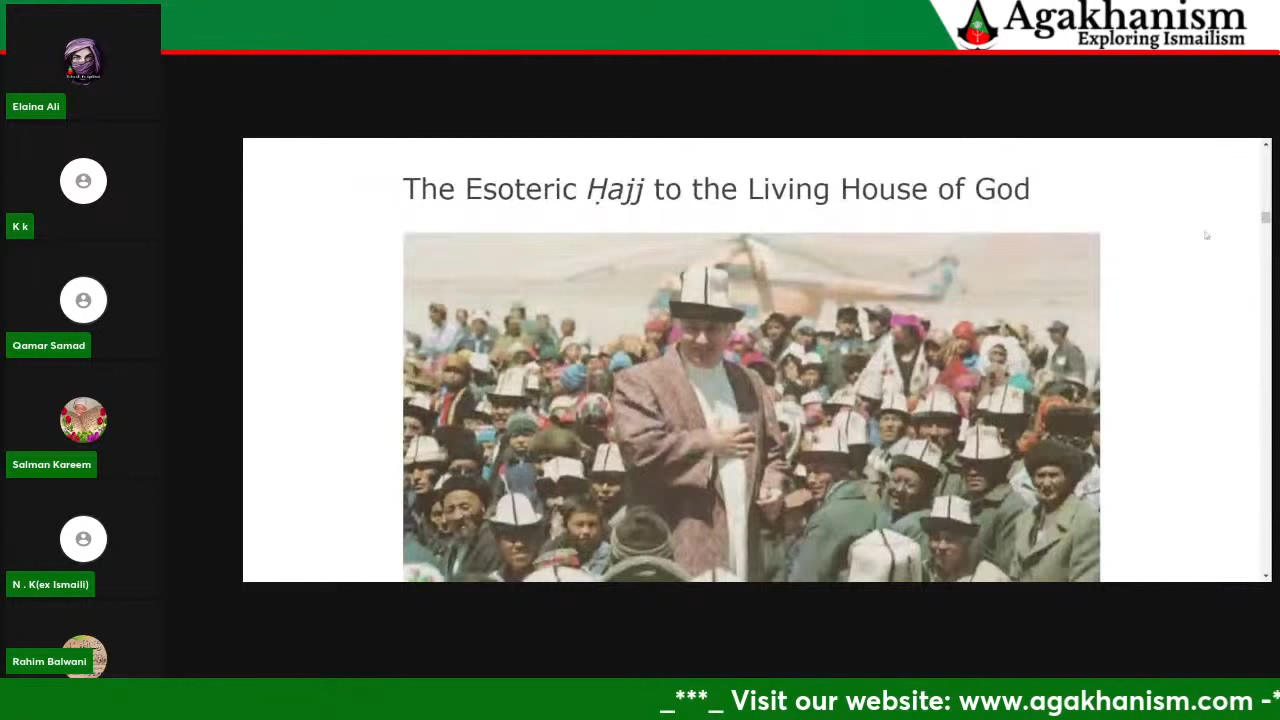 Agakhanism
Exploring Ismailism
Elaina Ali
K k
Qamar Samad
Salman Kareem
N . K(ex Ismaili)
Rahim Balwani
The Esoteric Ḥajj to the Living House of God
_***_ Visit our website: www.agakhanism.com -*